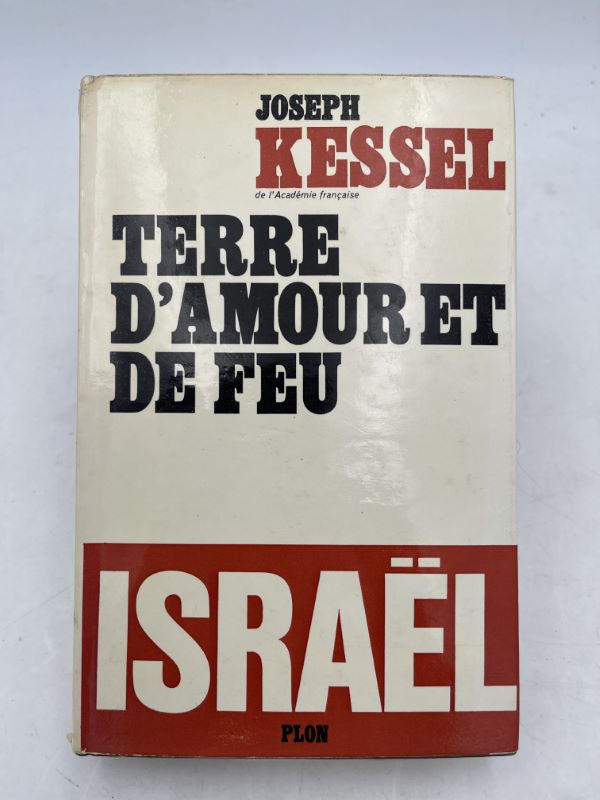 JOSEPH
KESSEL
de l'Académie française
TERRE
D'AMOUR ET
DE FEU
ISRAËL
PLON